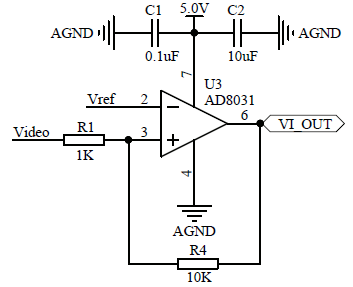 C1 5.0V C2
AGND AGND
0.1uF 10uF
7 U3
AD8031
Vref 2 6
Video R1 3 VI_OUT
1K
4
AGND
R4
10K